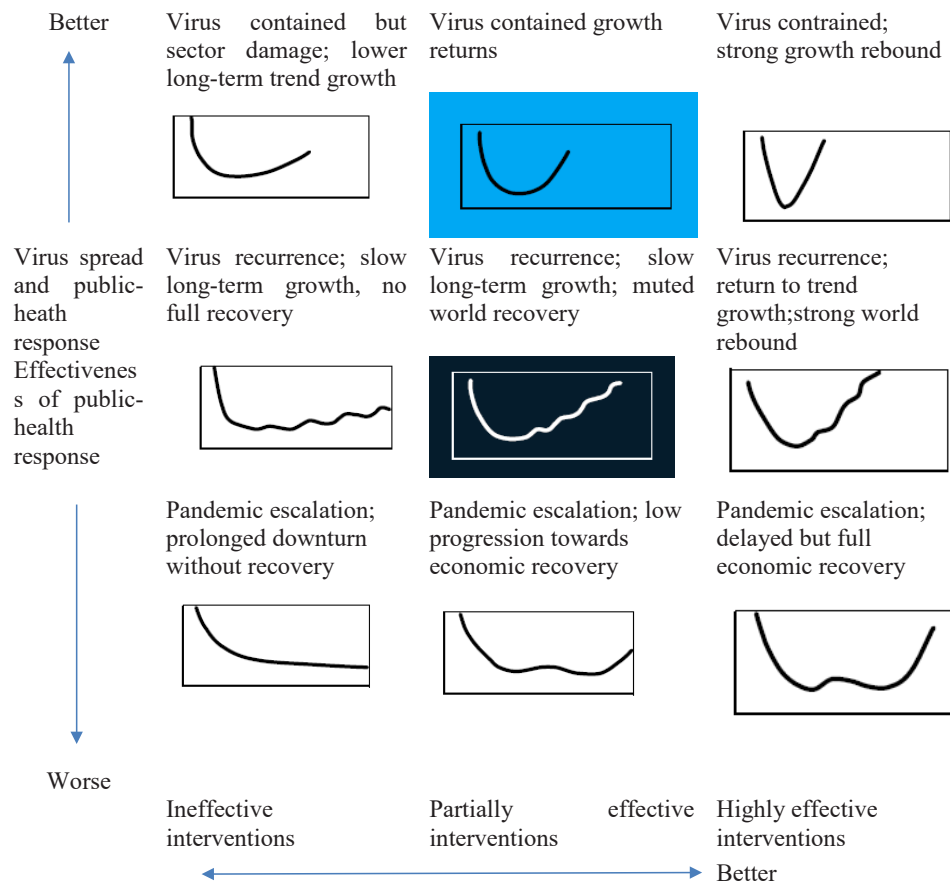 Better
Virus contained but
sector damage; lower
long-term trend growth
Virus contained growth
returns
Virus contrained;
strong growth rebound
Virus spread
and public-
heath
response
Effectivenes
s of public-
health
response
Virus recurrence; slow
long-term growth, no
full recovery
Virus recurrence; slow
long-term growth; muted
world recovery
Virus recurrence;
return to trend
growth;strong world
rebound
Pandemic escalation;
prolonged downturn
without recovery
Pandemic escalation; low
progression towards
economic recovery
Pandemic escalation;
delayed but full
economic recovery
Worse
Ineffective
interventions
Partially effective
interventions
Highly effective
interventions
Better